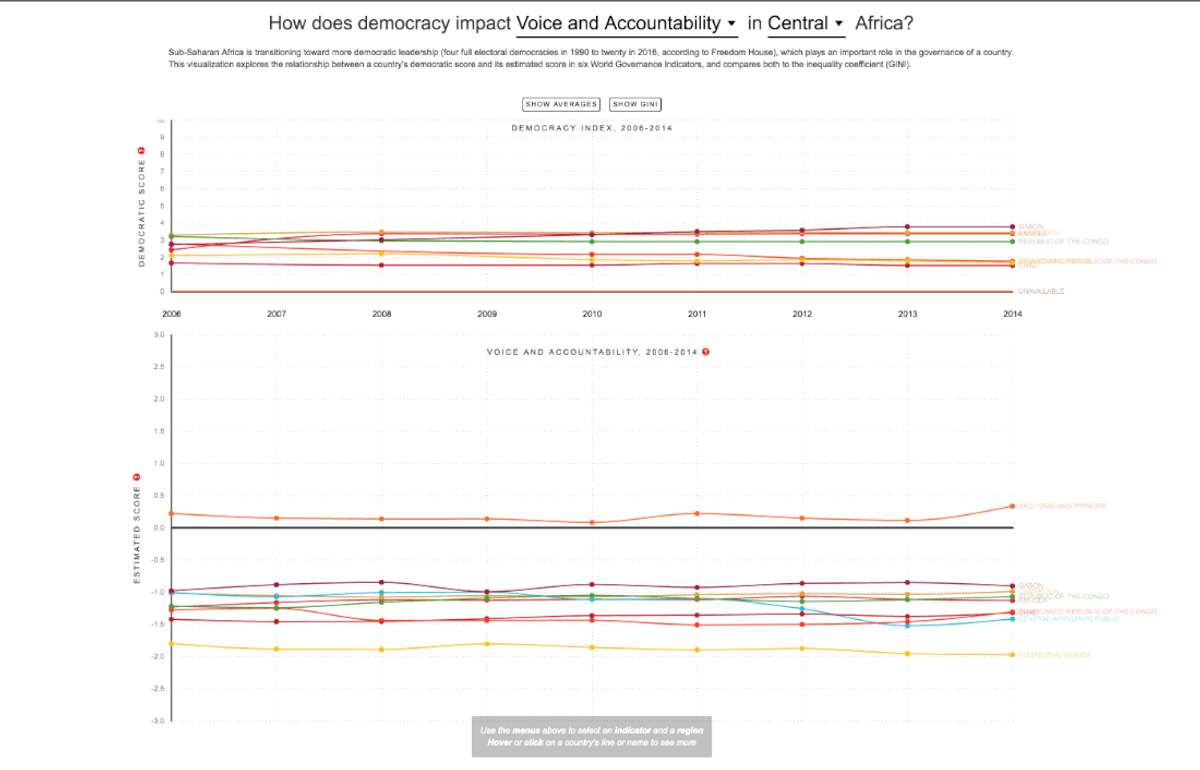 How does democracy impact Voice and Accountability ▾ in Central ▾ Africa?
Sub-Saharan Africa is transitioning toward more democratic leadership (four full electoral democracies in 1990 to twenty in 2016, according to Freedom House), which plays an important role in the governance of a country.
This visualization explores the relationship between a country's democratic score and its estimated score in six World Governance Indicators, and compares both to the inequality coefficient (GINI).
SHOW AVERAGES SHOW GINI
DEMOCRACY INDEX, 2006-2014
DEMOCRATIC SCORE
10
9
8
7
6
5
4
3
2
1
0
GABON
REPUBLIC-OF-THE-CONGO
UNAVAILABLE
2006 2007 2008 2009 2010 2011 2012 2013 2014
VOICE AND ACCOUNTABILITY, 2006-2014
ESTIMATED SCORE
3.0
2.5
2.0
1.5
1.0
0.5
0.0
-0.5
-1.0
-1.5
-2.0
-2.5
-3.0
SAO-TOME-AND-PRINCIPE
GABON
CENTRAL-AFRICAN-REPUBLIC
EQUATORIAL-GUINEA
Use the menus above to select an indicator and a region
Hover or click on a country's line or name to see more